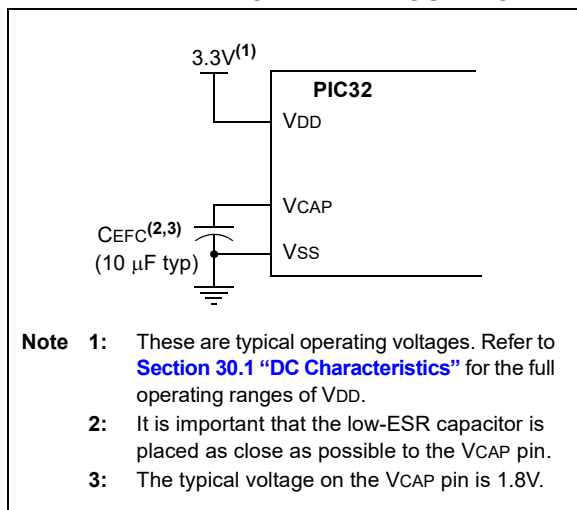 3.3V(1)
PIC32
VDD
VCAP
CEFC(2,3)
(10 μF typ)
VSS
Note 1: These are typical operating voltages. Refer to
Section 30.1 “DC Characteristics” for the full
operating ranges of VDD.
2: It is important that the low-ESR capacitor is
placed as close as possible to the VCAP pin.
3: The typical voltage on the VCAP pin is 1.8V.